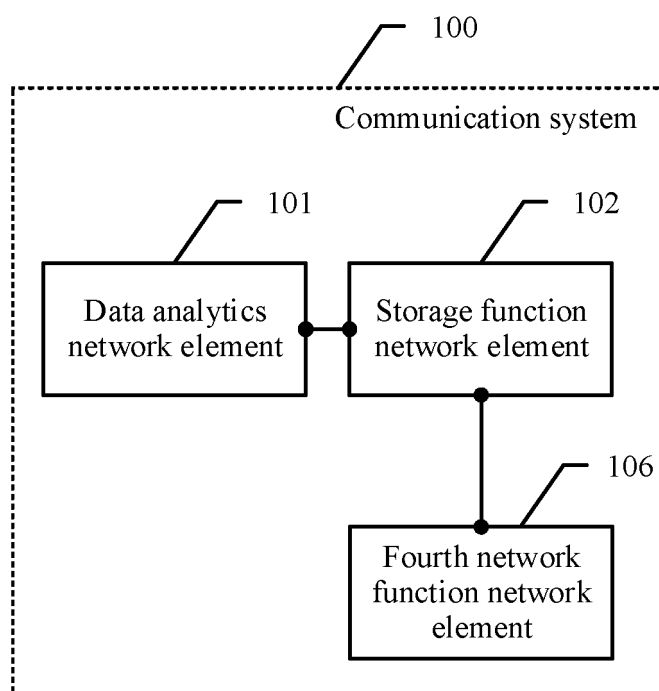 100
Communication system
101
102
Data analytics
network element
Storage function
network element
106
Fourth network
function network
element